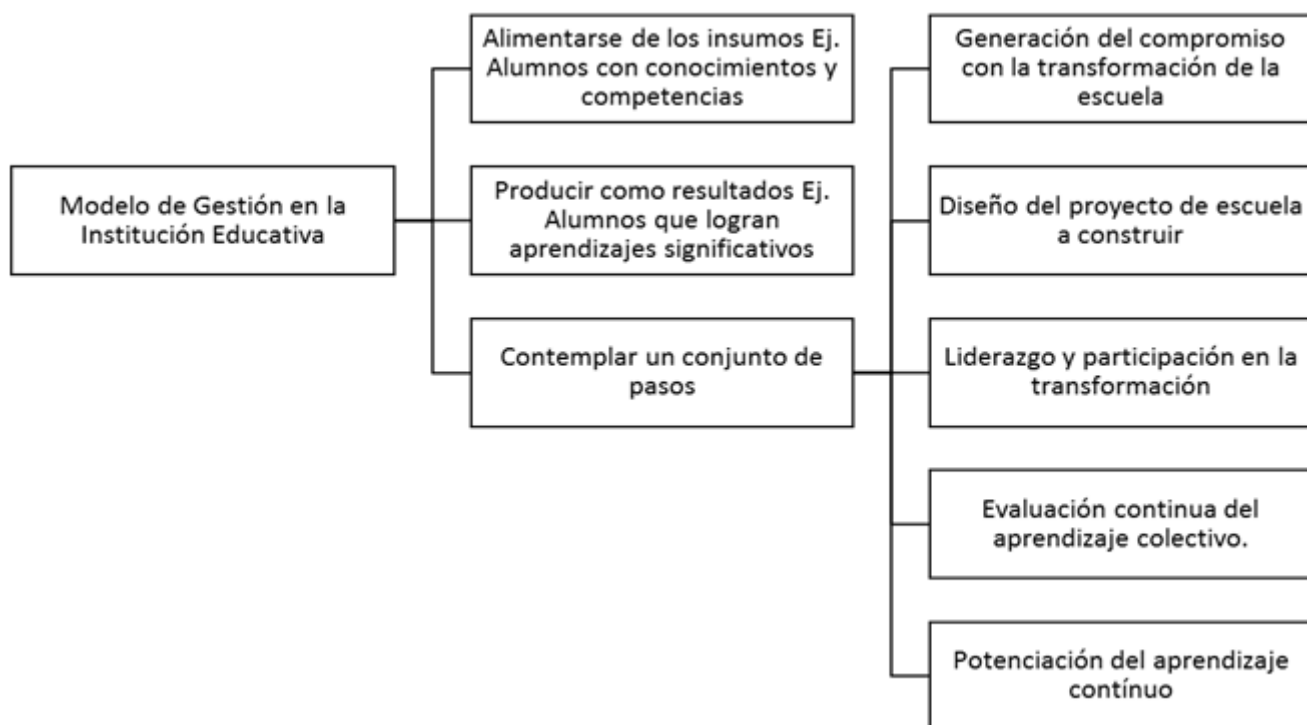 Modelo de Gestión en la
Institución Educativa
Alimentarse de los insumos Ej.
Alumnos con conocimientos y
competencias
Producir como resultados Ej.
Alumnos que logran
aprendizajes significativos
Contemplar un conjunto de
pasos
Generación del compromiso
con la transformación de la
escuela
Diseño del proyecto de escuela
a construir
Liderazgo y participación en la
transformación
Evaluación continua del
aprendizaje colectivo.
Potenciación del aprendizaje
contínuo